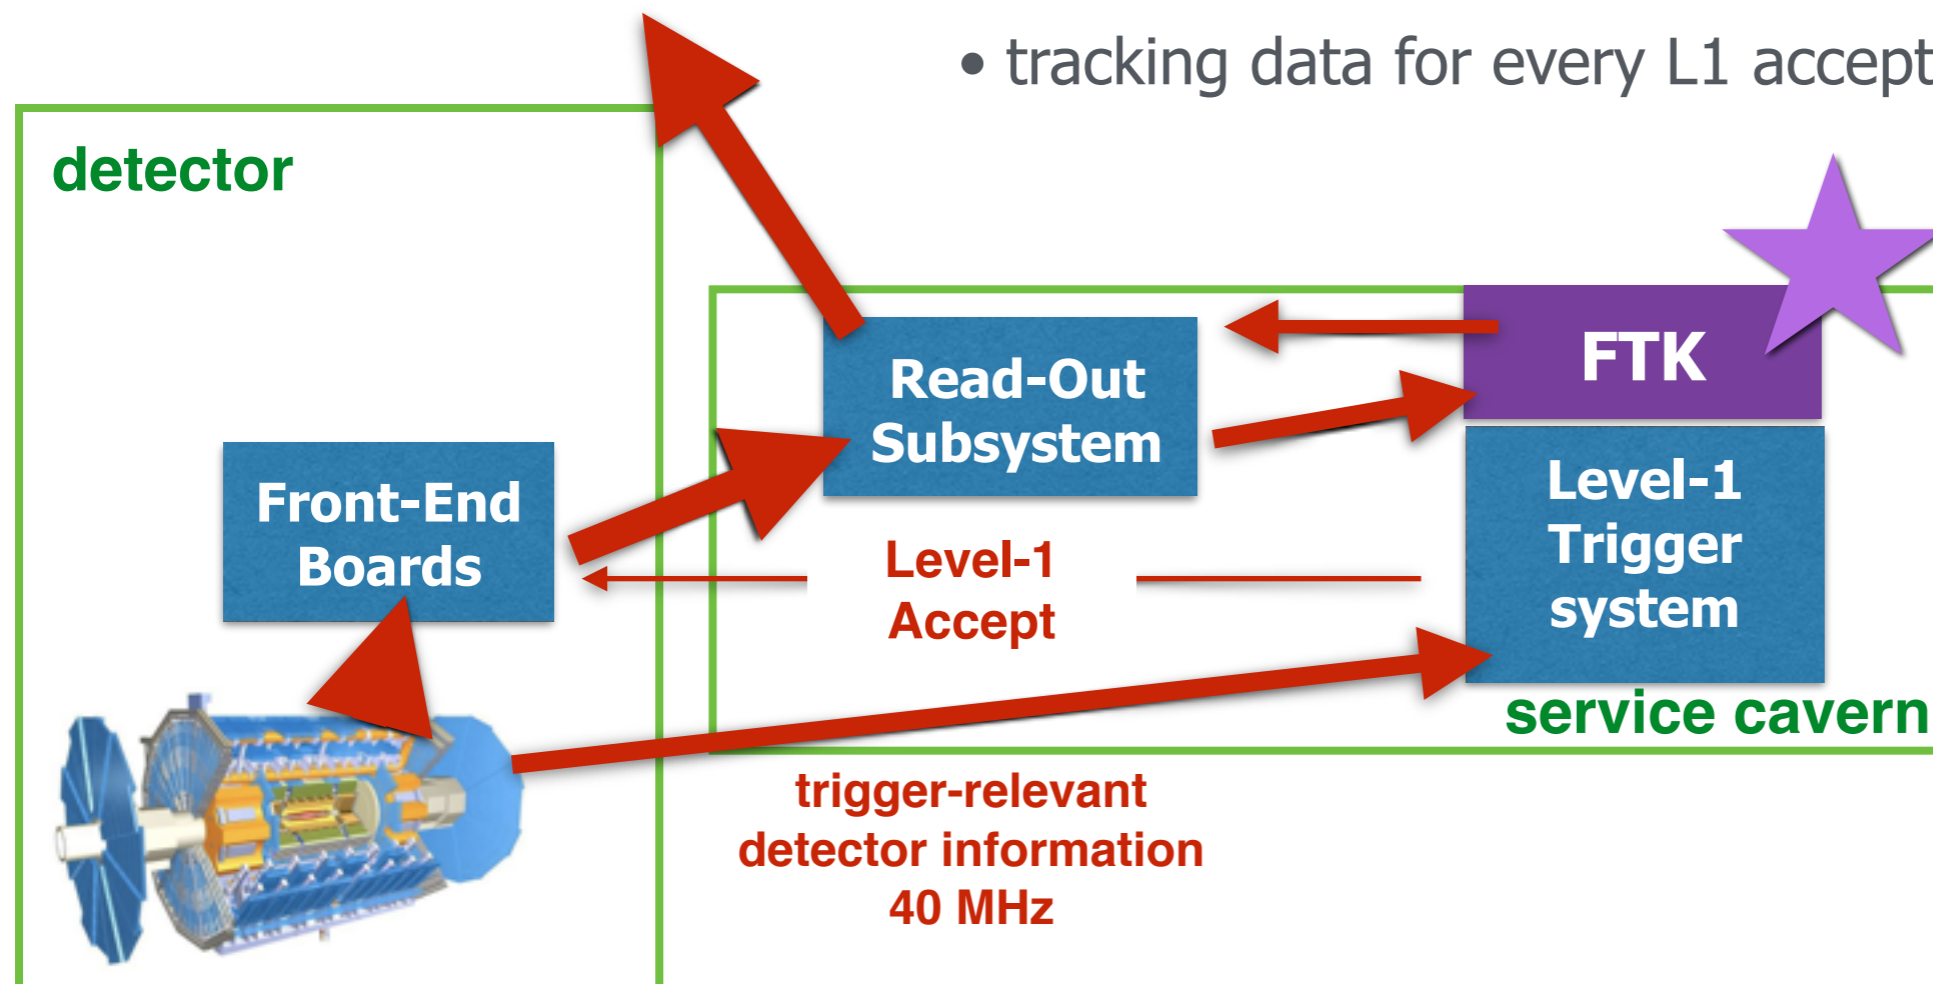 • tracking data for every L1 accept
detector
FTK
Read-Out
Subsystem
Level-1
Trigger
system
Front-End
Boards
Level-1
Accept
service cavern
trigger-relevant
detector information
40 MHz